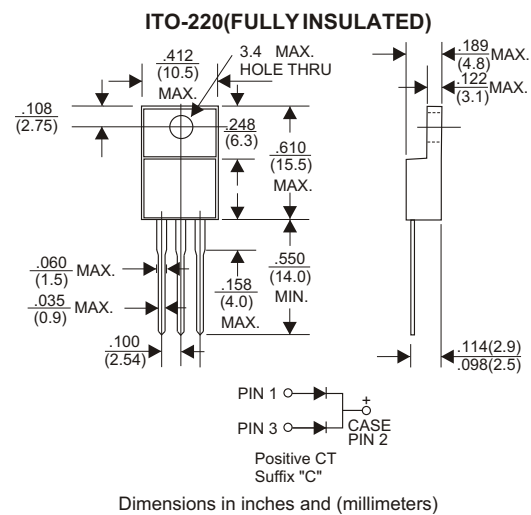 ITO-220(FULLY INSULATED)
.412
(10.5)
MAX.
3.4 MAX.
HOLE THRU
.189
(4.8)
MAX.
.122
(3.1)
MAX.
.108
(2.75)
.248
(6.3)
.610
(15.5)
MAX.
.060
(1.5)
MAX.
.035
(0.9)
MAX.
.158
(4.0)
MAX.
.550
(14.0)
MIN.
.100
(2.54)
.114(2.9)
.098(2.5)
PIN 1
+
PIN 3
CASE
PIN 2
Positive CT
Suffix "C"
Dimensions in inches and (millimeters)